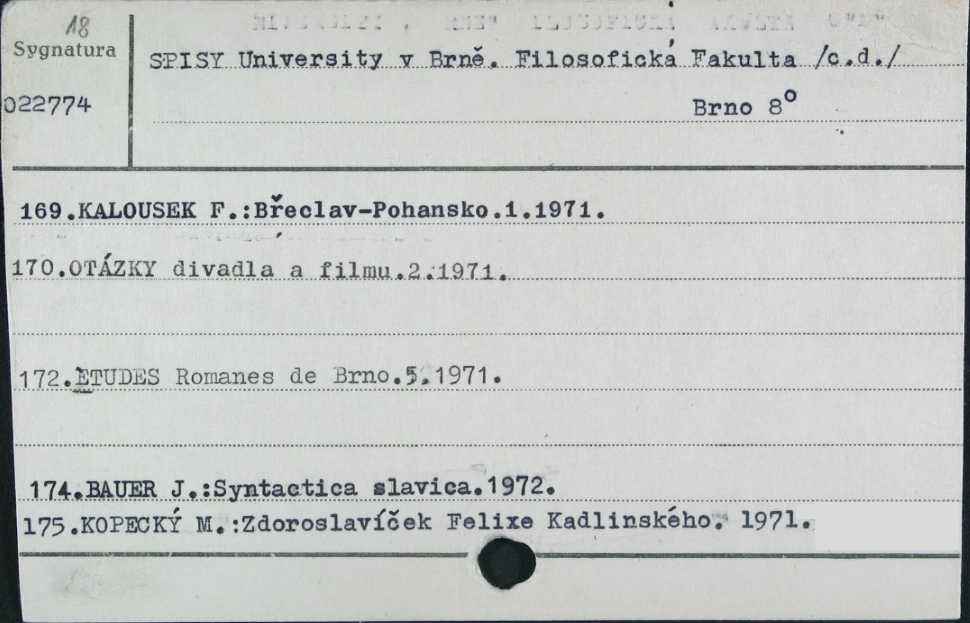 18
Sygnatura
SPISY University v Brně. Filosofická Fakulta /c.d./
022774
Brno 8°
169.KALOUSEK F.:Břeclav-Pohansko.1.1971.
170.OTÁZKY divadla a filmu.2.1971.
172.ÈTUDES Romanes de Brno.5.1971.
174.BAUER J.:Syntactica slavica.1972.
175.KOPECKÝ M.:Zdoroslavíček Felixe Kadlinského. 1971.